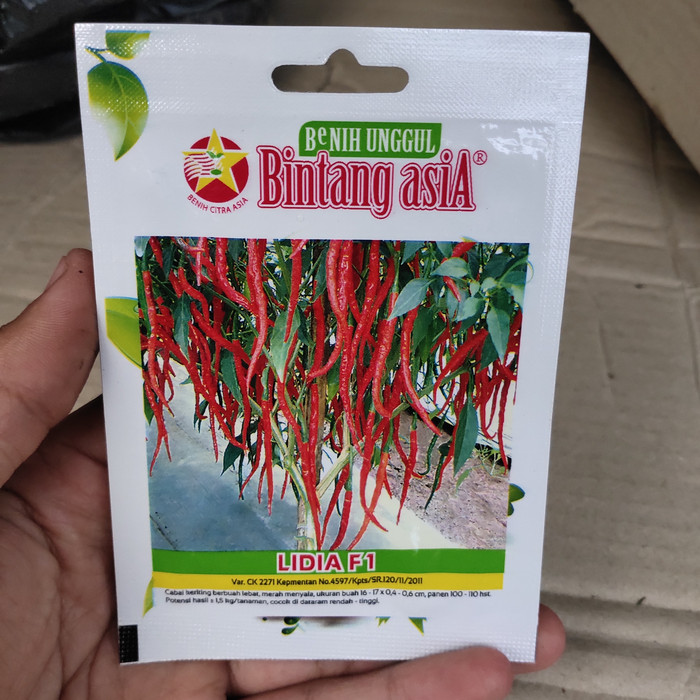 BeNIH UNGGUL
Bintang asiA®
BENIH CITRA ASIA
LIDIA F1
Var. CK 2271 Kepmentan No.4597/Kpts/SR.120/11/2011
Cabai keriting berbuah lebat, merah menyala, ukuran buah 16 - 17 x 0,4 - 0,6 cm, panen 100 - 110 hst.
Potensi hasil ± 1,5 kg/tanaman, cocok di dataram rendah - tinggi.